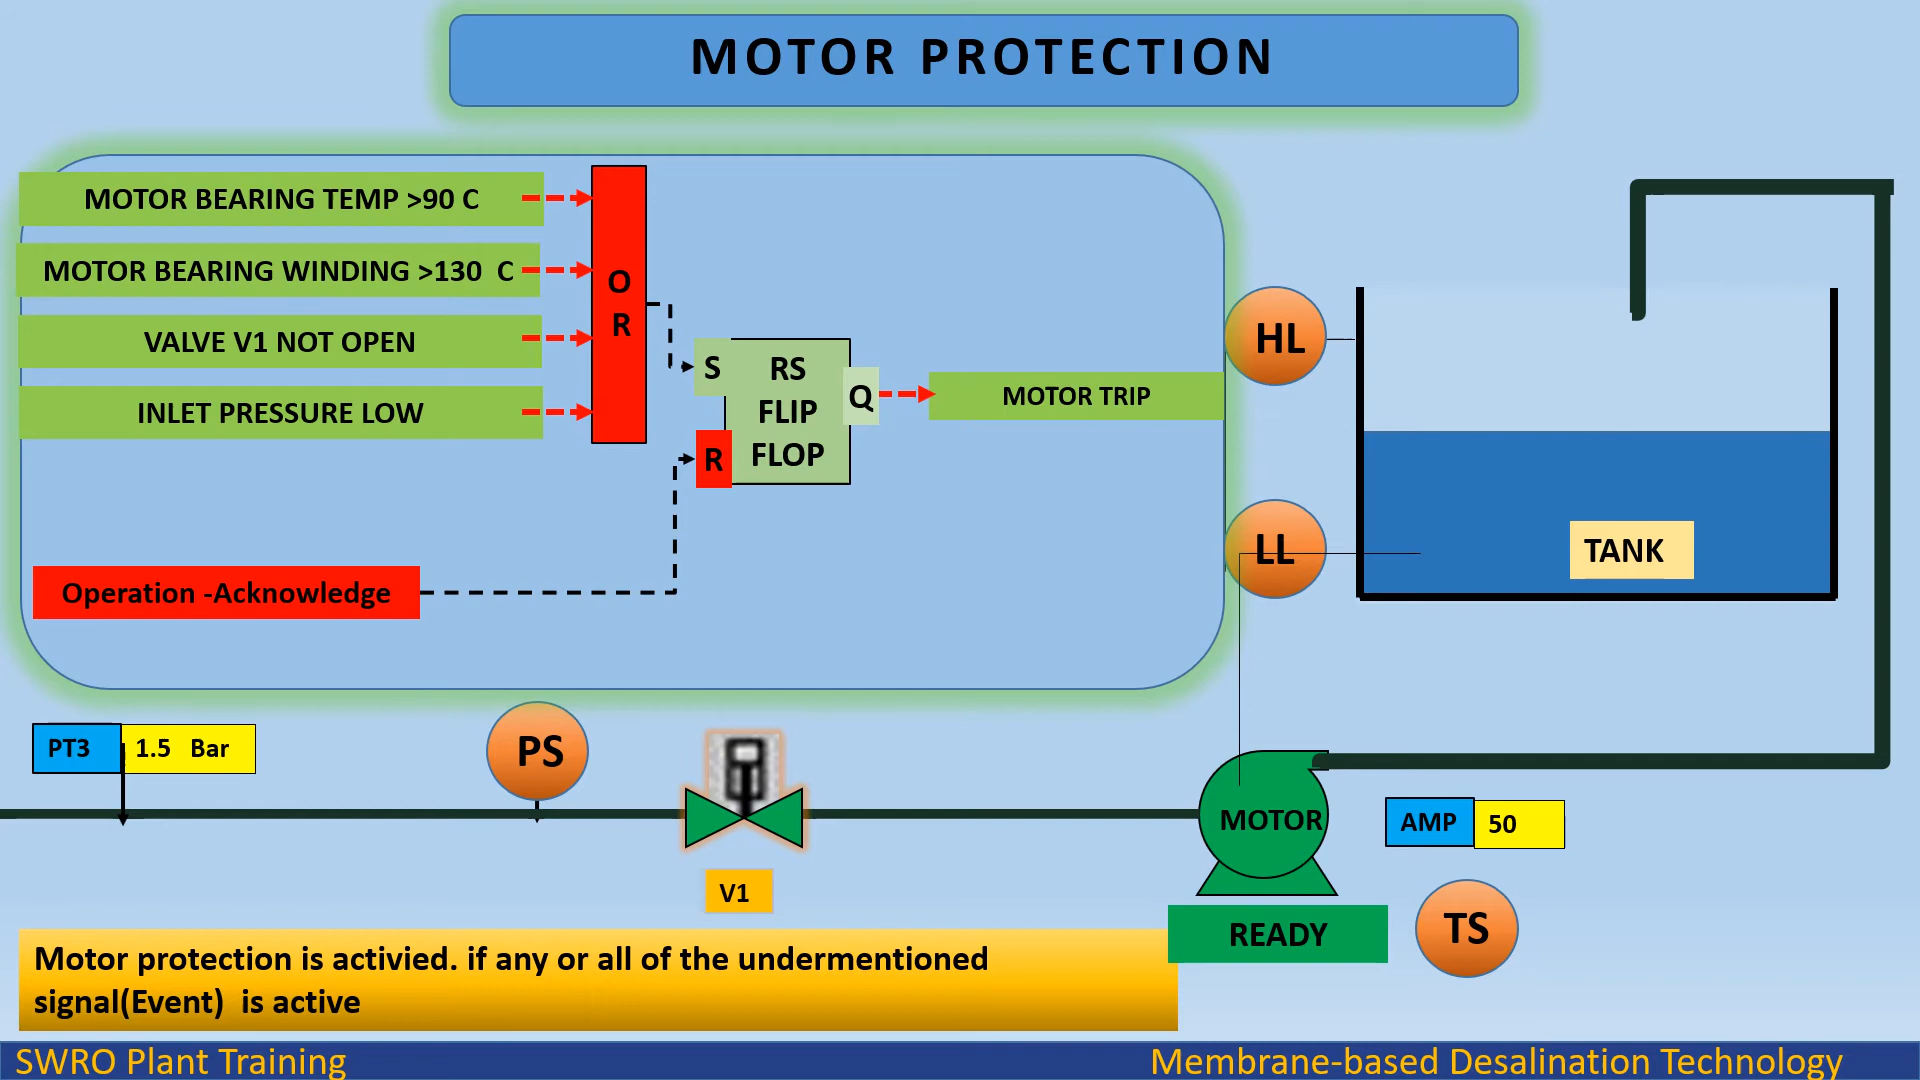 MOTOR PROTECTION
MOTOR BEARING TEMP >90 C
MOTOR BEARING WINDING >130 C
VALVE V1 NOT OPEN
INLET PRESSURE LOW
O
R
S
R
RS
FLIP
FLOP
Q
MOTOR TRIP
Operation -Acknowledge
HL
LL
TANK
PT3
1.5 Bar
PS
V1
MOTOR
READY
AMP
50
TS
Motor protection is activied. if any or all of the undermentioned
signal(Event) is active
SWRO Plant Training
Membrane-based Desalination Technology